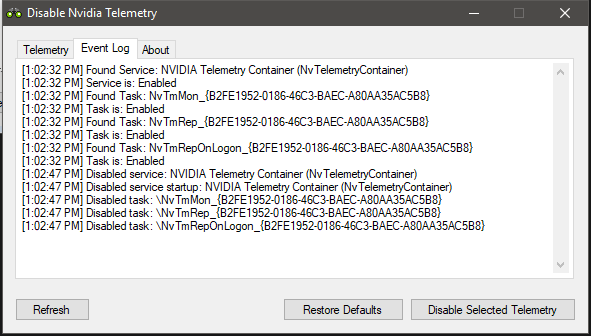 Disable Nvidia Telemetry
Telemetry Event Log About
[1:02:32 PM] Found Service: NVIDIA Telemetry Container (NvTelemetryContainer)
[1:02:32 PM] Service is: Enabled
[1:02:32 PM] Found Task: NvTmMon_{B2FE1952-0186-46C3-BAEC-A80AA35AC5B8}
[1:02:32 PM] Task is: Enabled
[1:02:32 PM] Found Task: NvTmRep_{B2FE1952-0186-46C3-BAEC-A80AA35AC5B8}
[1:02:32 PM] Task is: Enabled
[1:02:32 PM] Found Task: NvTmRepOnLogon_{B2FE1952-0186-46C3-BAEC-A80AA35AC5B8}
[1:02:32 PM] Task is: Enabled
[1:02:47 PM] Disabled service: NVIDIA Telemetry Container (NvTelemetryContainer)
[1:02:47 PM] Disabled service startup: NVIDIA Telemetry Container (NvTelemetryContainer)
[1:02:47 PM] Disabled task: \NvTmMon_{B2FE1952-0186-46C3-BAEC-A80AA35AC5B8}
[1:02:47 PM] Disabled task: \NvTmRep_{B2FE1952-0186-46C3-BAEC-A80AA35AC5B8}
[1:02:47 PM] Disabled task: \NvTmRepOnLogon_{B2FE1952-0186-46C3-BAEC-A80AA35AC5B8}
Refresh Restore Defaults Disable Selected Telemetry